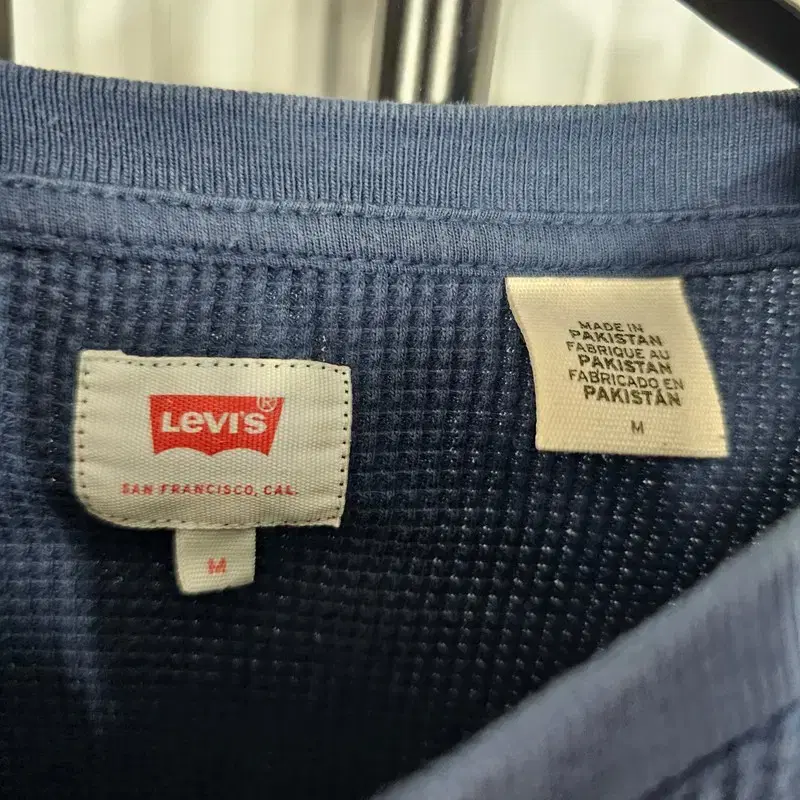 LEVI'S®
SAN FRANCISCO, CAL.
M
MADE IN
PAKISTAN
FABRIQUE AU
PAKISTAN
FABRICADO EN
PAKISTÁN
M